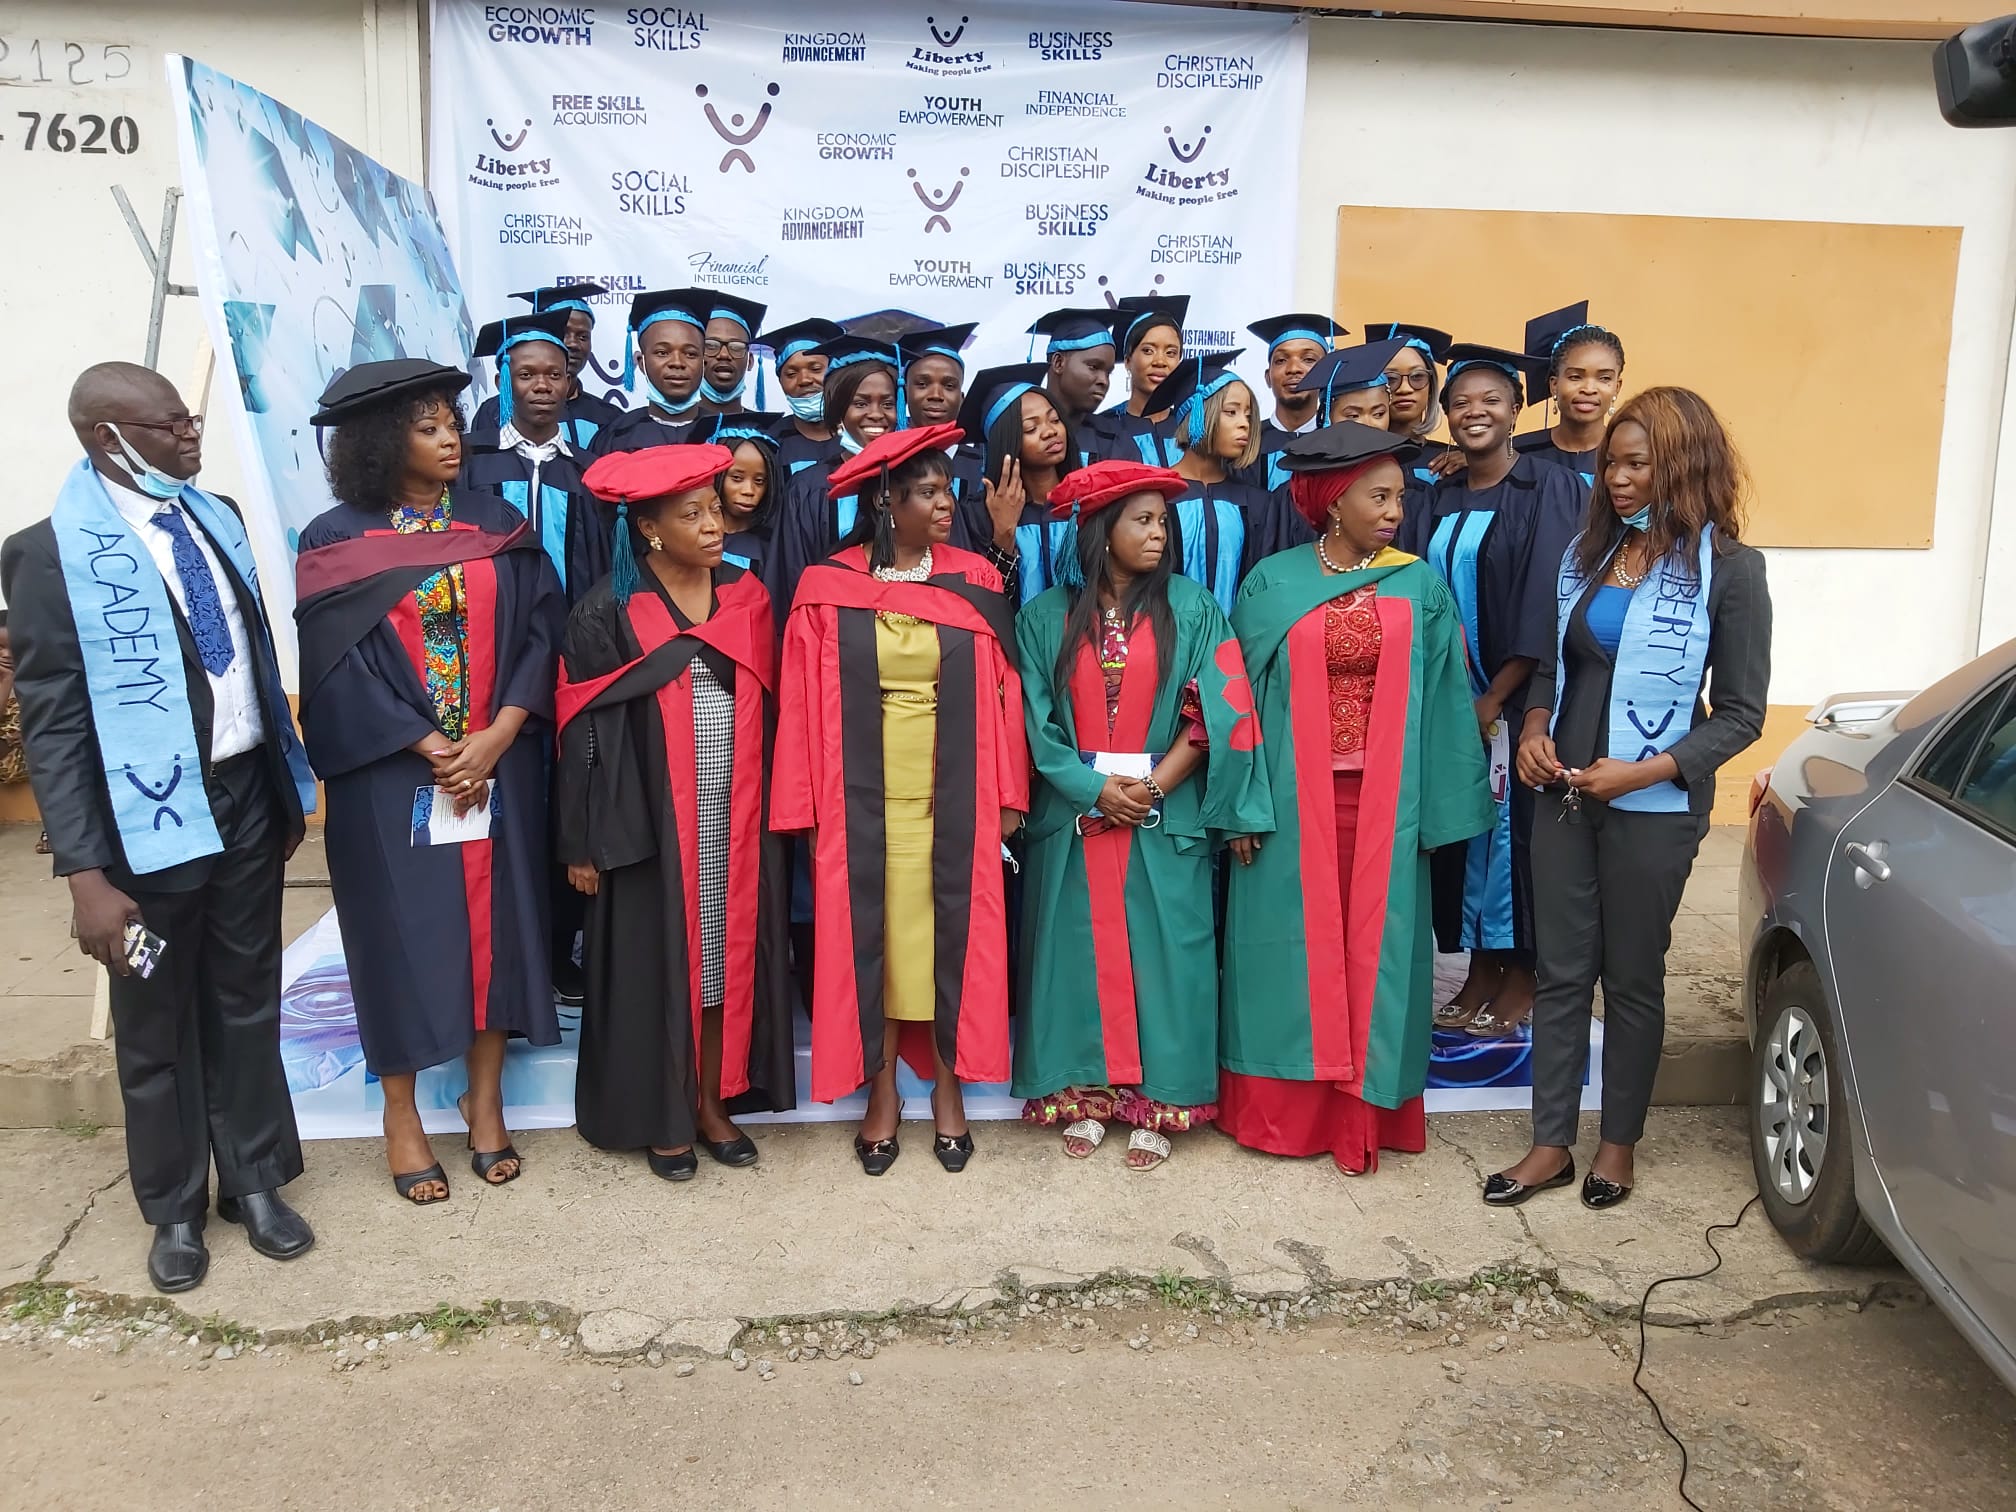 2125
7620
ECONOMIC
GROWTH
SOCIAL
SKILLS
KINGDOM
ADVANCEMENT
Liberty
Making people free
BUSINESS
SKILLS
CHRISTIAN
DISCIPLESHIP
FREE SKILL
ACQUISITION
YOUTH
EMPOWERMENT
FINANCIAL
INDEPENDENCE
Liberty
Making people free
ECONOMIC
GROWTH
CHRISTIAN
DISCIPLESHIP
Liberty
Making people free
SOCIAL
SKILLS
CHRISTIAN
DISCIPLESHIP
KINGDOM
ADVANCEMENT
BUSINESS
SKILLS
CHRISTIAN
DISCIPLESHIP
Financial
INTELLIGENCE
YOUTH
EMPOWERMENT
BUSINESS
SKILLS
FREE SKILL
ACADEMY